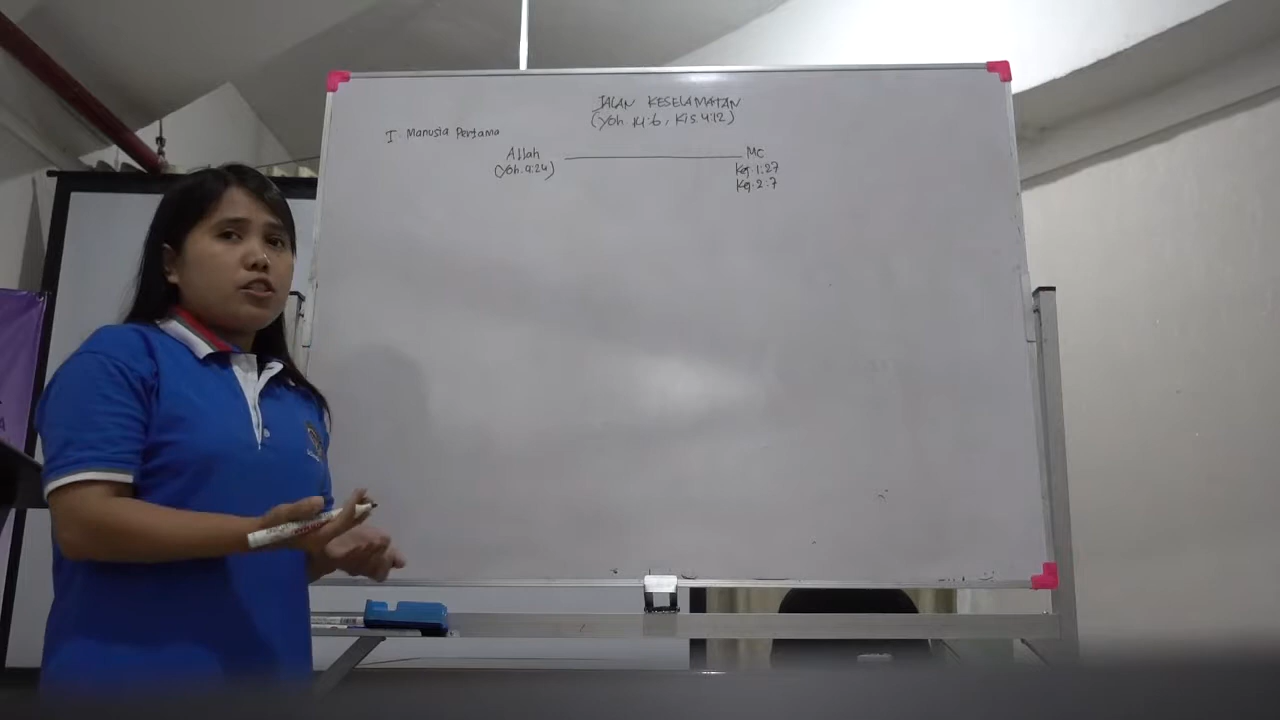 JALAN KESELAMATAN
(Yoh. 14:6, Kis 4:12)
I. Manusia Pertama
Allah MC
(Yoh. 4:24) Kej. 1:27
Kej. 2:7